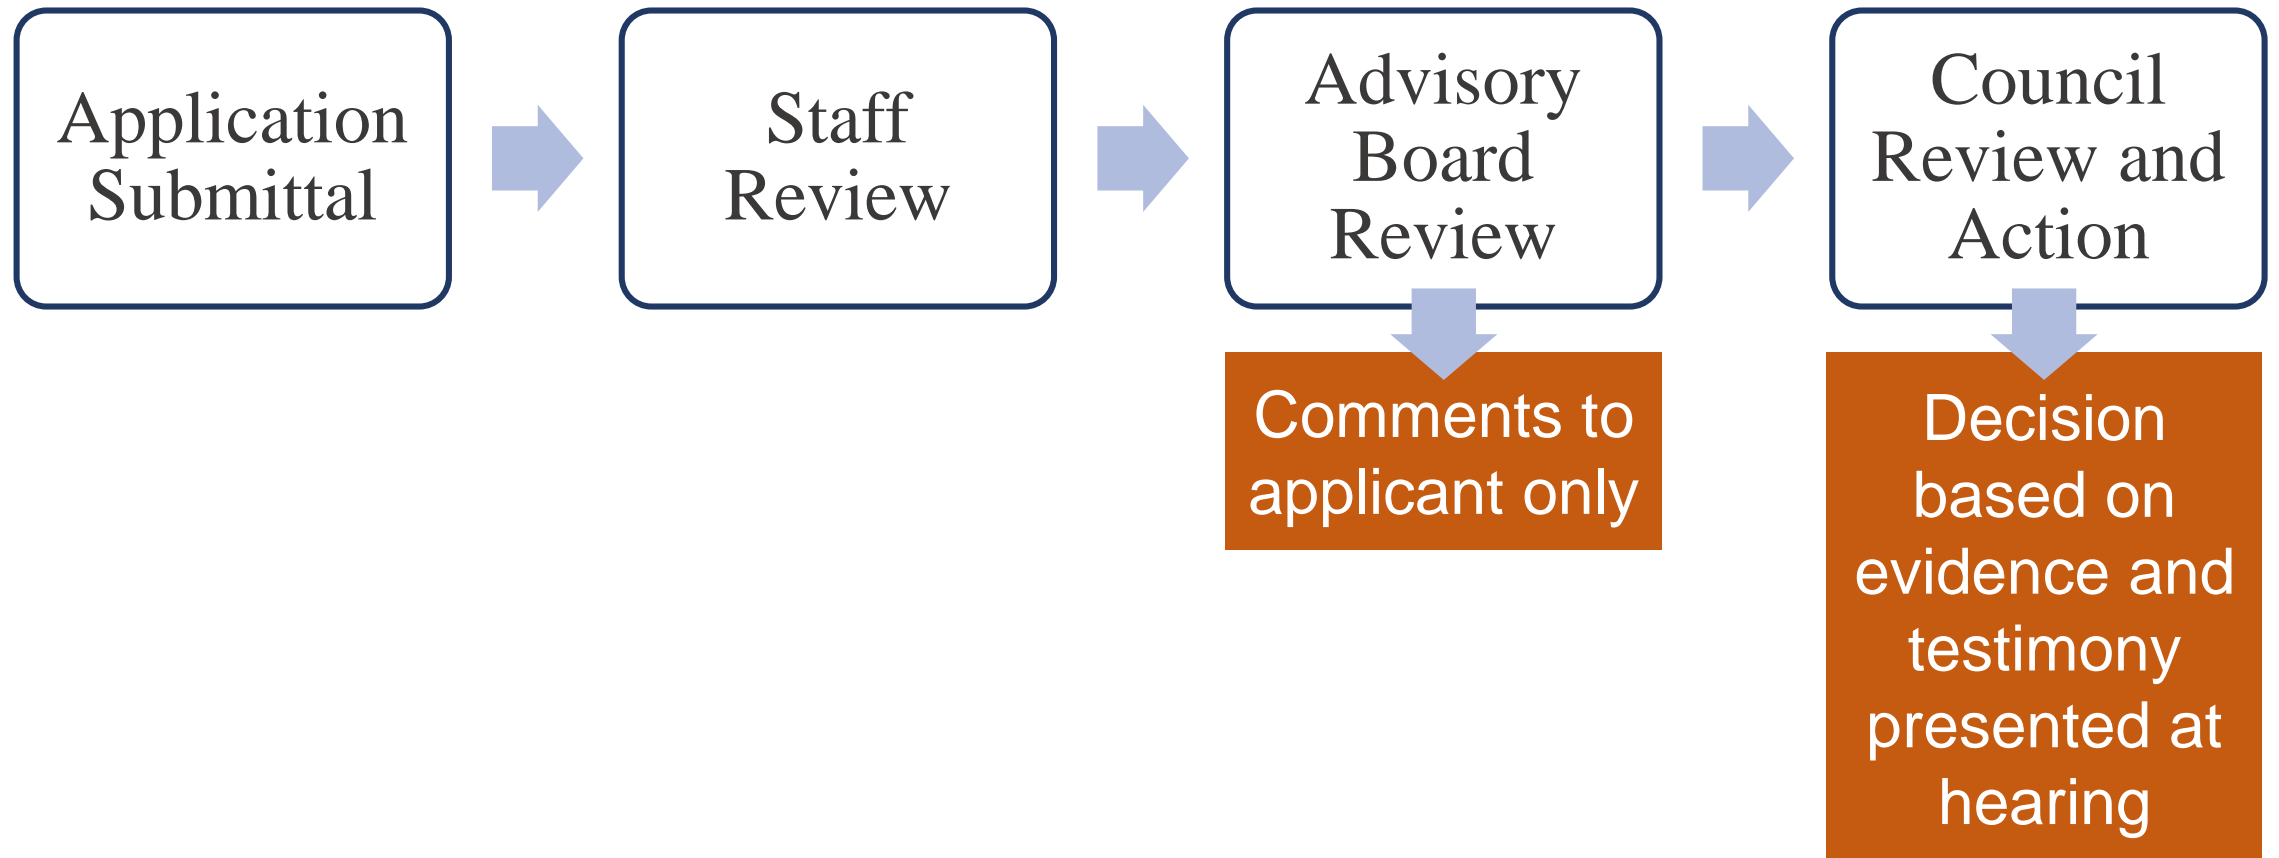 Application
Submittal
Staff
Review
Advisory
Board
Review
Council
Review and
Action
Comments to
applicant only
Decision
based on
evidence and
testimony
presented at
hearing